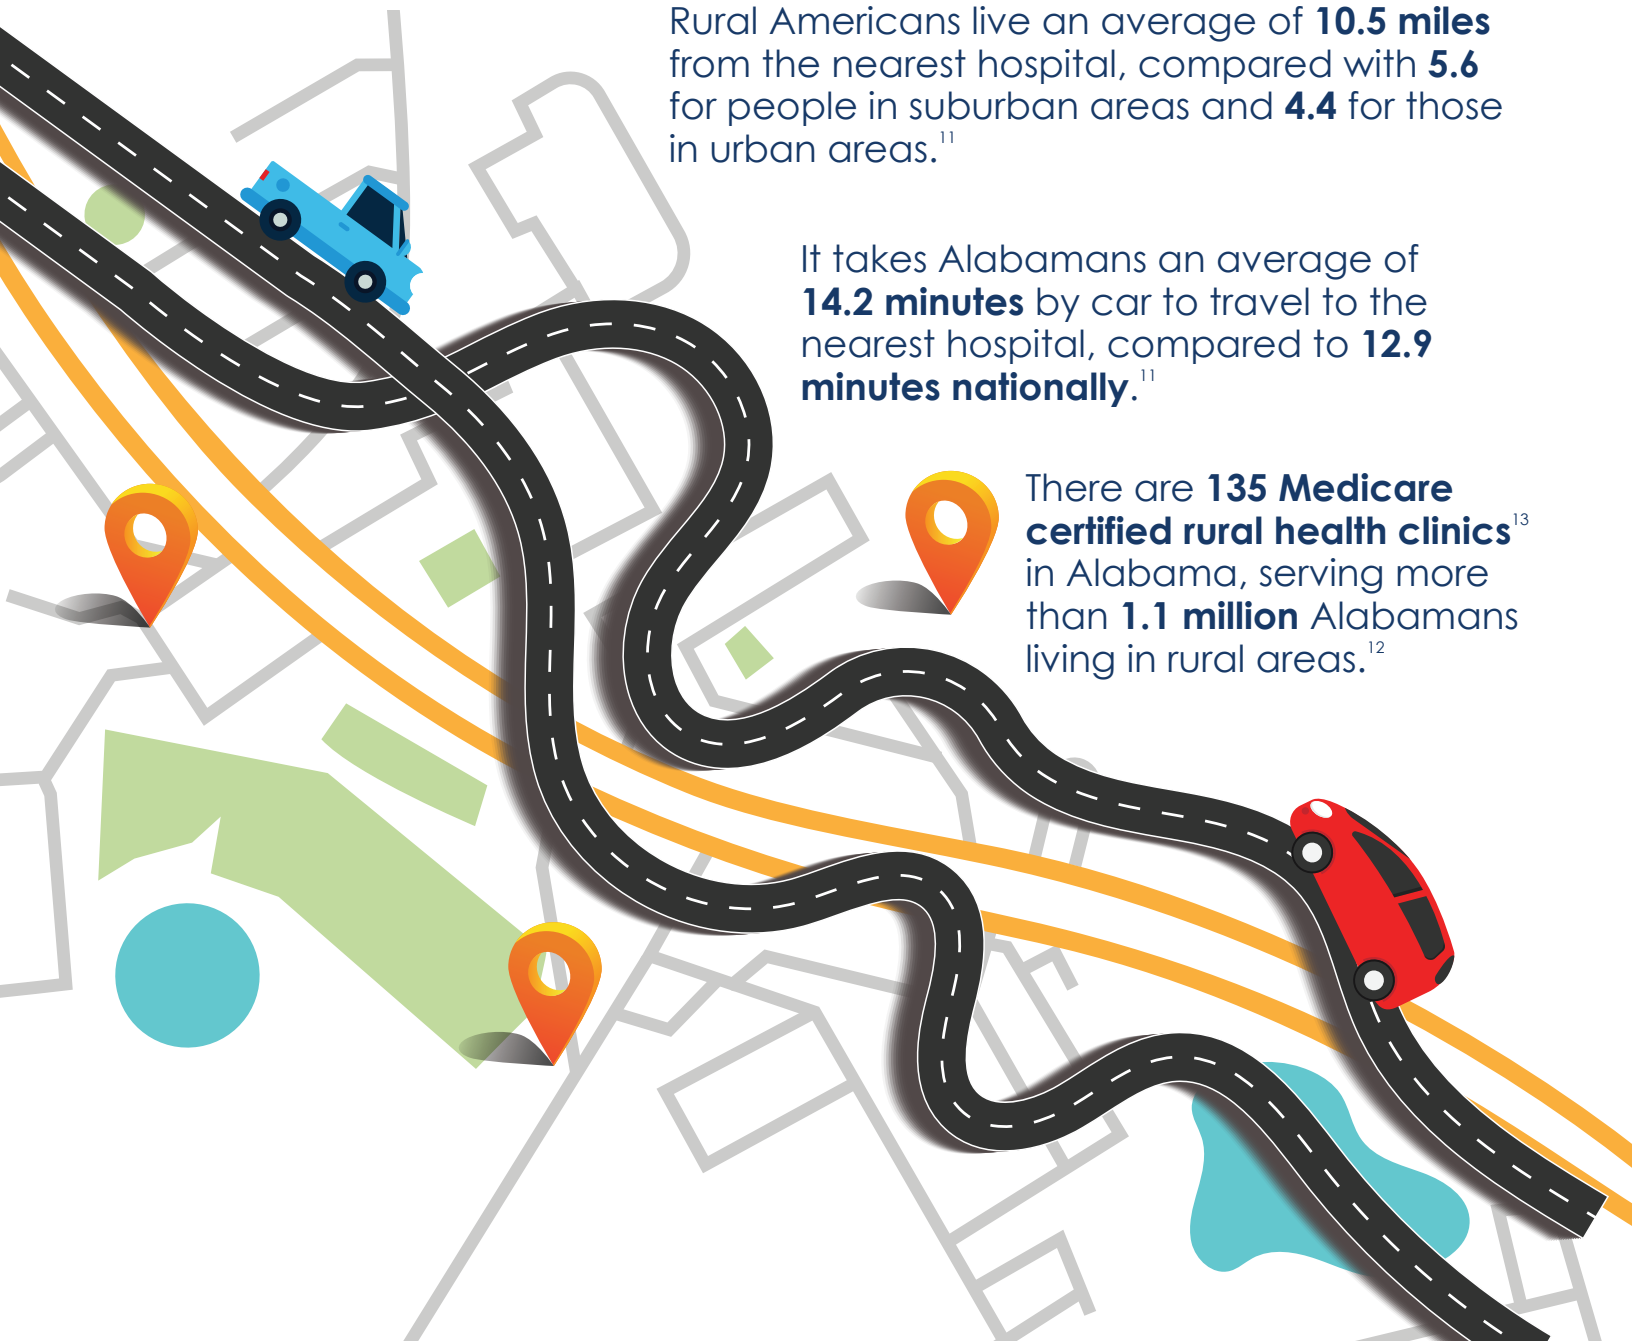 Rural Americans live an average of 10.5 miles
from the nearest hospital, compared with 5.6
for people in suburban areas and 4.4 for those
in urban areas.11
It takes Alabamans an average of
14.2 minutes by car to travel to the
nearest hospital, compared to 12.9
minutes nationally.11
There are 135 Medicare
certified rural health clinics13
in Alabama, serving more
than 1.1 million Alabamans
living in rural areas.12